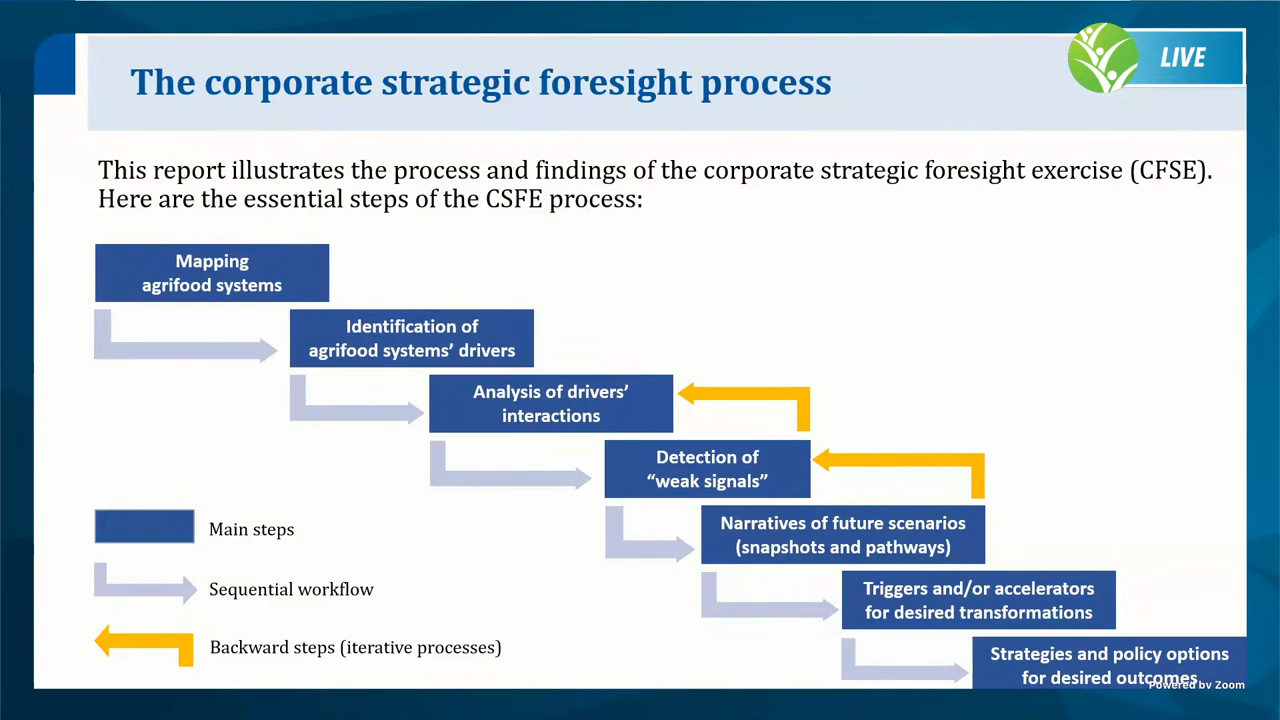 The corporate strategic foresight process
LIVE
This report illustrates the process and findings of the corporate strategic foresight exercise (CFSE).
Here are the essential steps of the CSFE process:
Mapping
agrifood systems
Identification of
agrifood systems’ drivers
Analysis of drivers’
interactions
Detection of
“weak signals”
Narratives of future scenarios
(snapshots and pathways)
Triggers and/or accelerators
for desired transformations
Strategies and policy options
for desired outcomes
Main steps
Sequential workflow
Backward steps (iterative processes)
Powered by Zoom